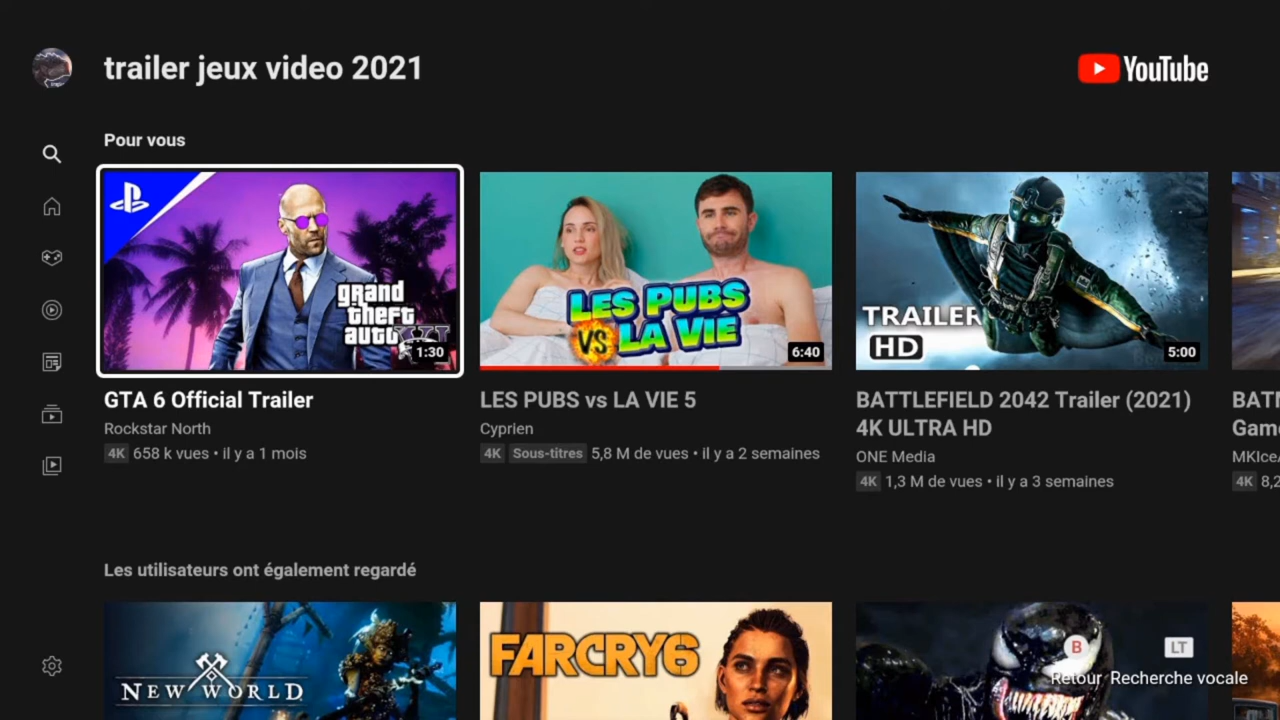 trailer jeux video 2021
YouTube
Pour vous
grand
theft
auto VI
1:30
LES PUBS
VS LA VIE
6:40
TRAILER
HD
5:00
GTA 6 Official Trailer
Rockstar North
4K 658 k vues • il y a 1 mois
LES PUBS vs LA VIE 5
Cyprien
4K Sous-titres 5,8 M de vues • il y a 2 semaines
BATTLEFIELD 2042 Trailer (2021)
4K ULTRA HD
ONE Media
4K 1,3 M de vues • il y a 3 semaines
4K 8,2
Les utilisateurs ont également regardé
NEW WORLD
FARCRY6
B
LT
Retour Recherche vocale